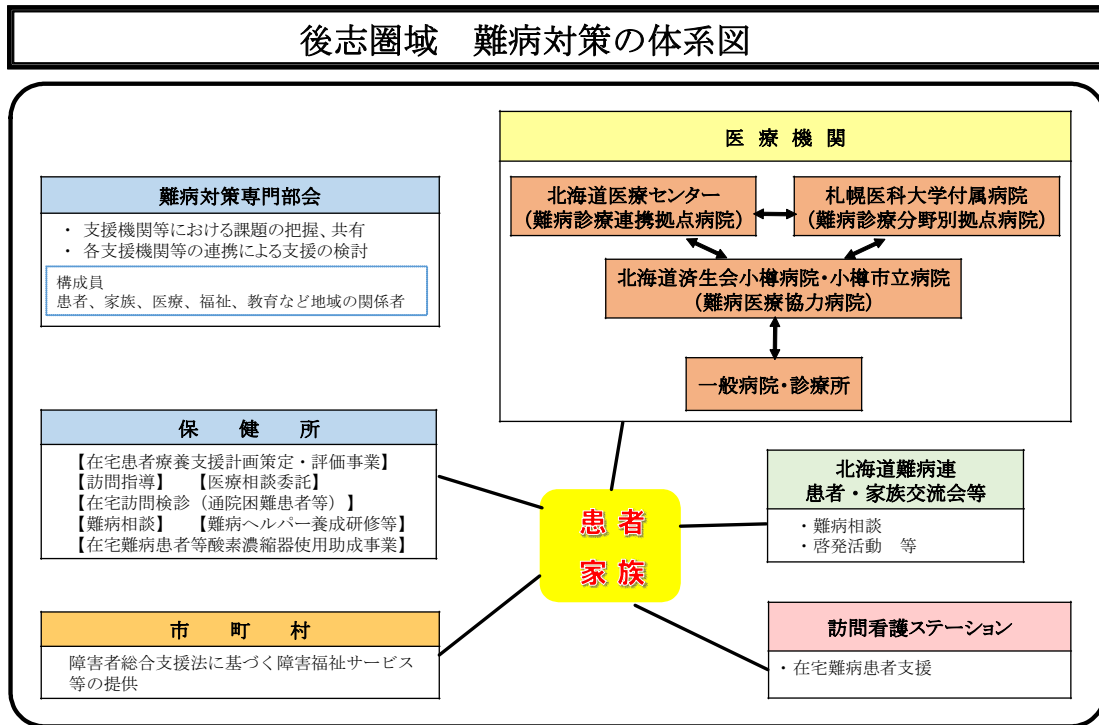 後志圏域　難病対策の体系図
医 療 機 関
北海道医療センター
(難病診療連携拠点病院)
札幌医科大学付属病院
(難病診療分野別拠点病院)
北海道済生会小樽病院・小樽市立病院
(難病医療協力病院)
一般病院・診療所
難病対策専門部会
・ 支援機関等における課題の把握、共有
・ 各支援機関等の連携による支援の検討
構成員
患者、家族、医療、福祉、教育など地域の関係者
保　健　所
【在宅患者療養支援計画策定・評価事業】
【訪問指導】　【医療相談委託】
【在宅訪問検診（通院困難患者等）】
【難病相談】　【難病ヘルパー養成研修等】
【在宅難病患者等酸素濃縮器使用助成事業】
患 者
家 族
北海道難病連
患者・家族交流会等
・難病相談
・啓発活動　等
市　町　村
障害者総合支援法に基づく障害福祉サービス
等の提供
訪問看護ステーション
・在宅難病患者支援